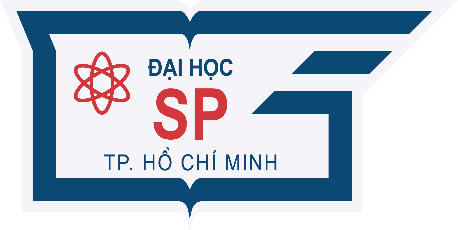 ĐẠI HỌC
SP
TP. HỒ CHÍ MINH